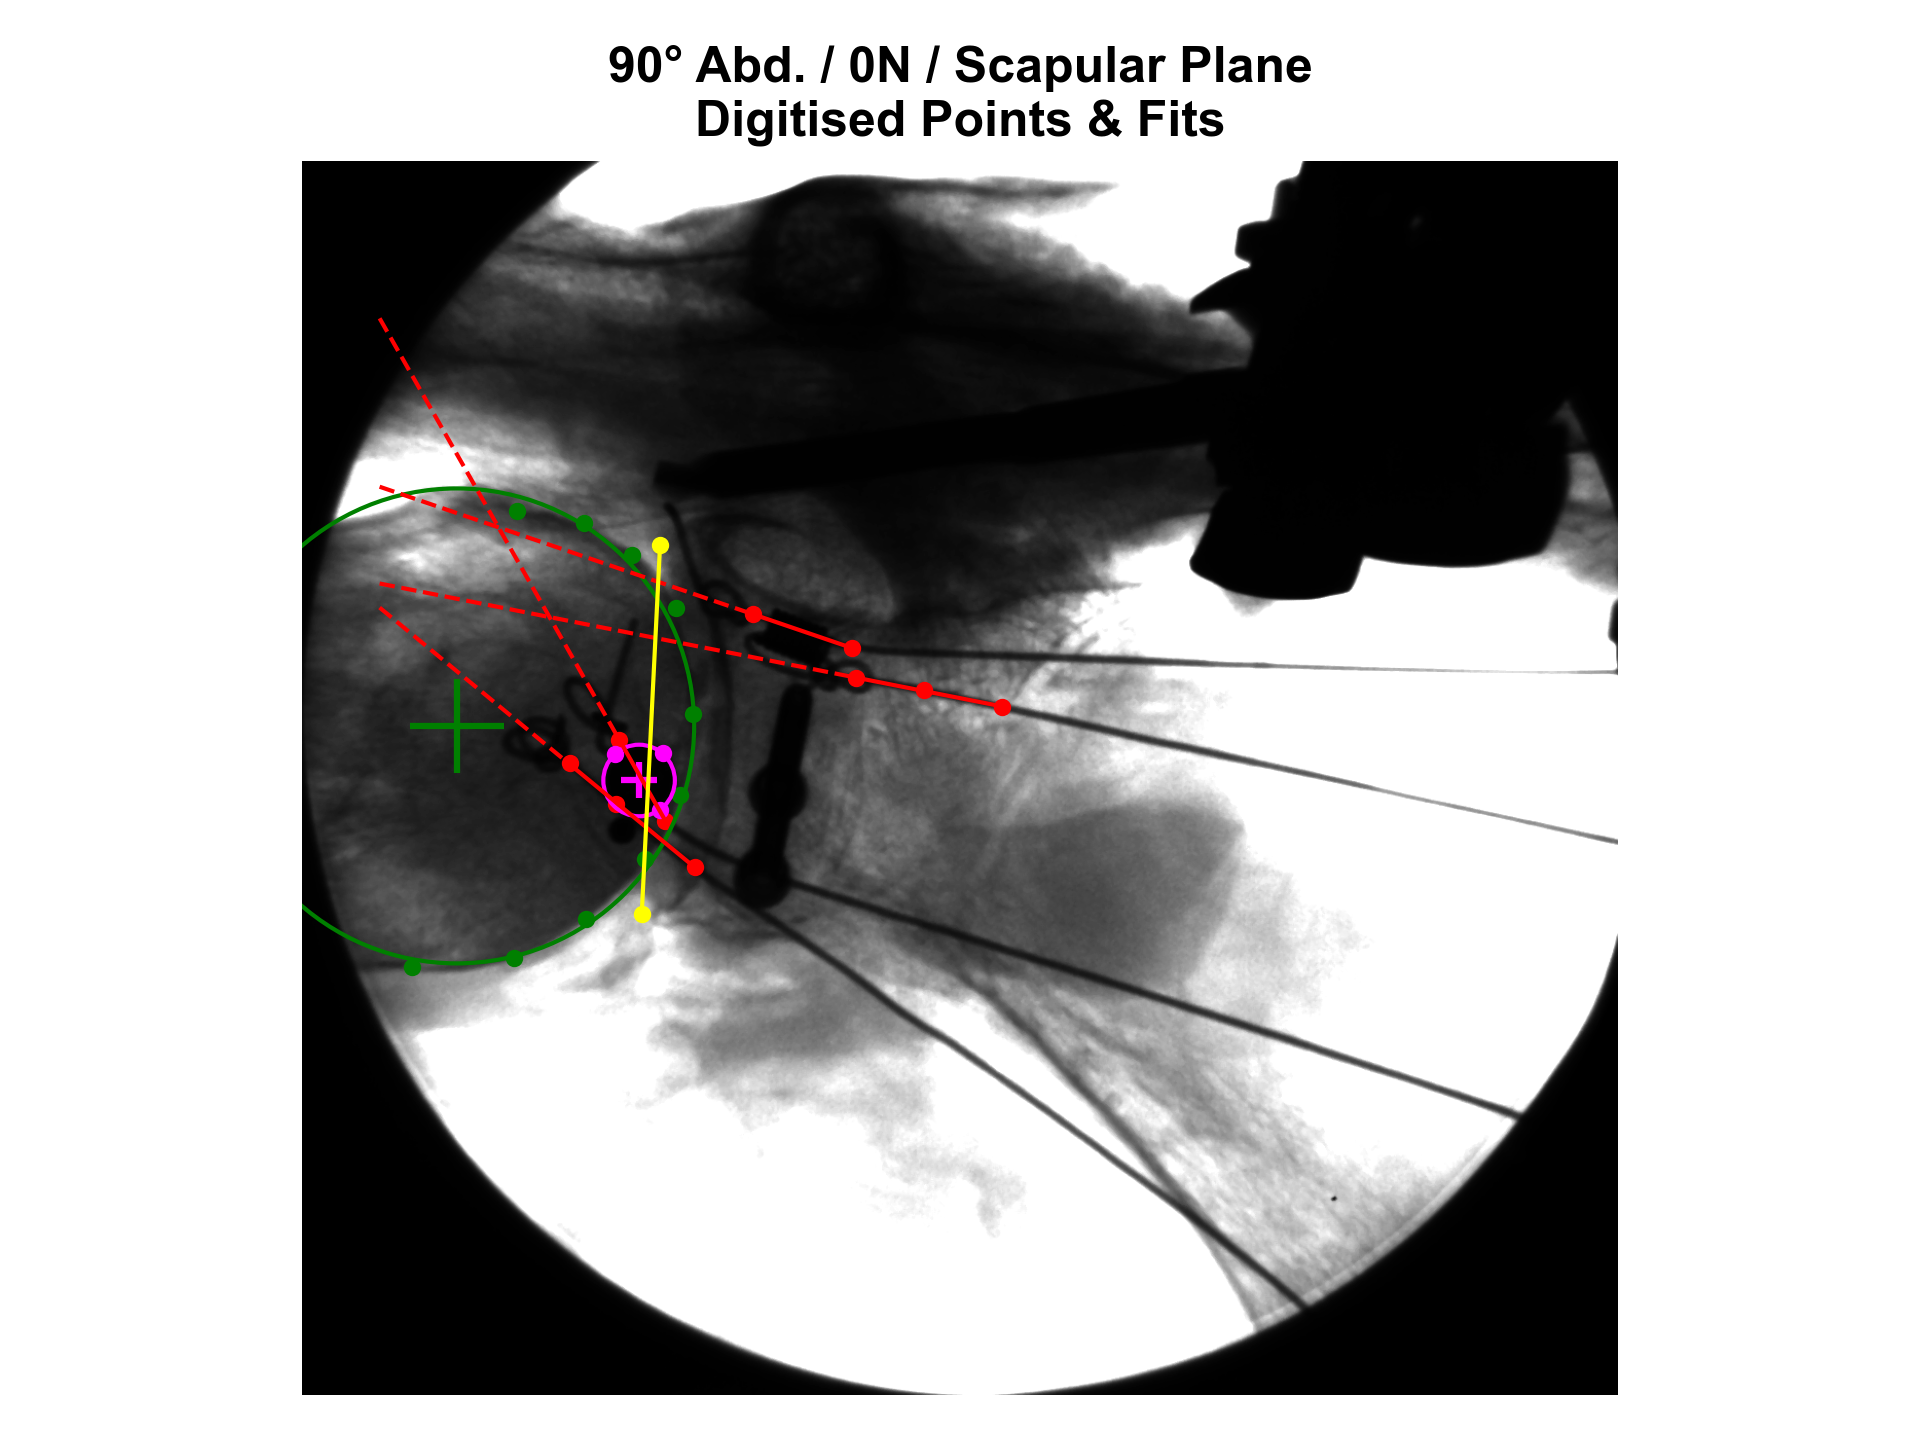 90° Abd. / 0N / Scapular Plane
Digitised Points & Fits